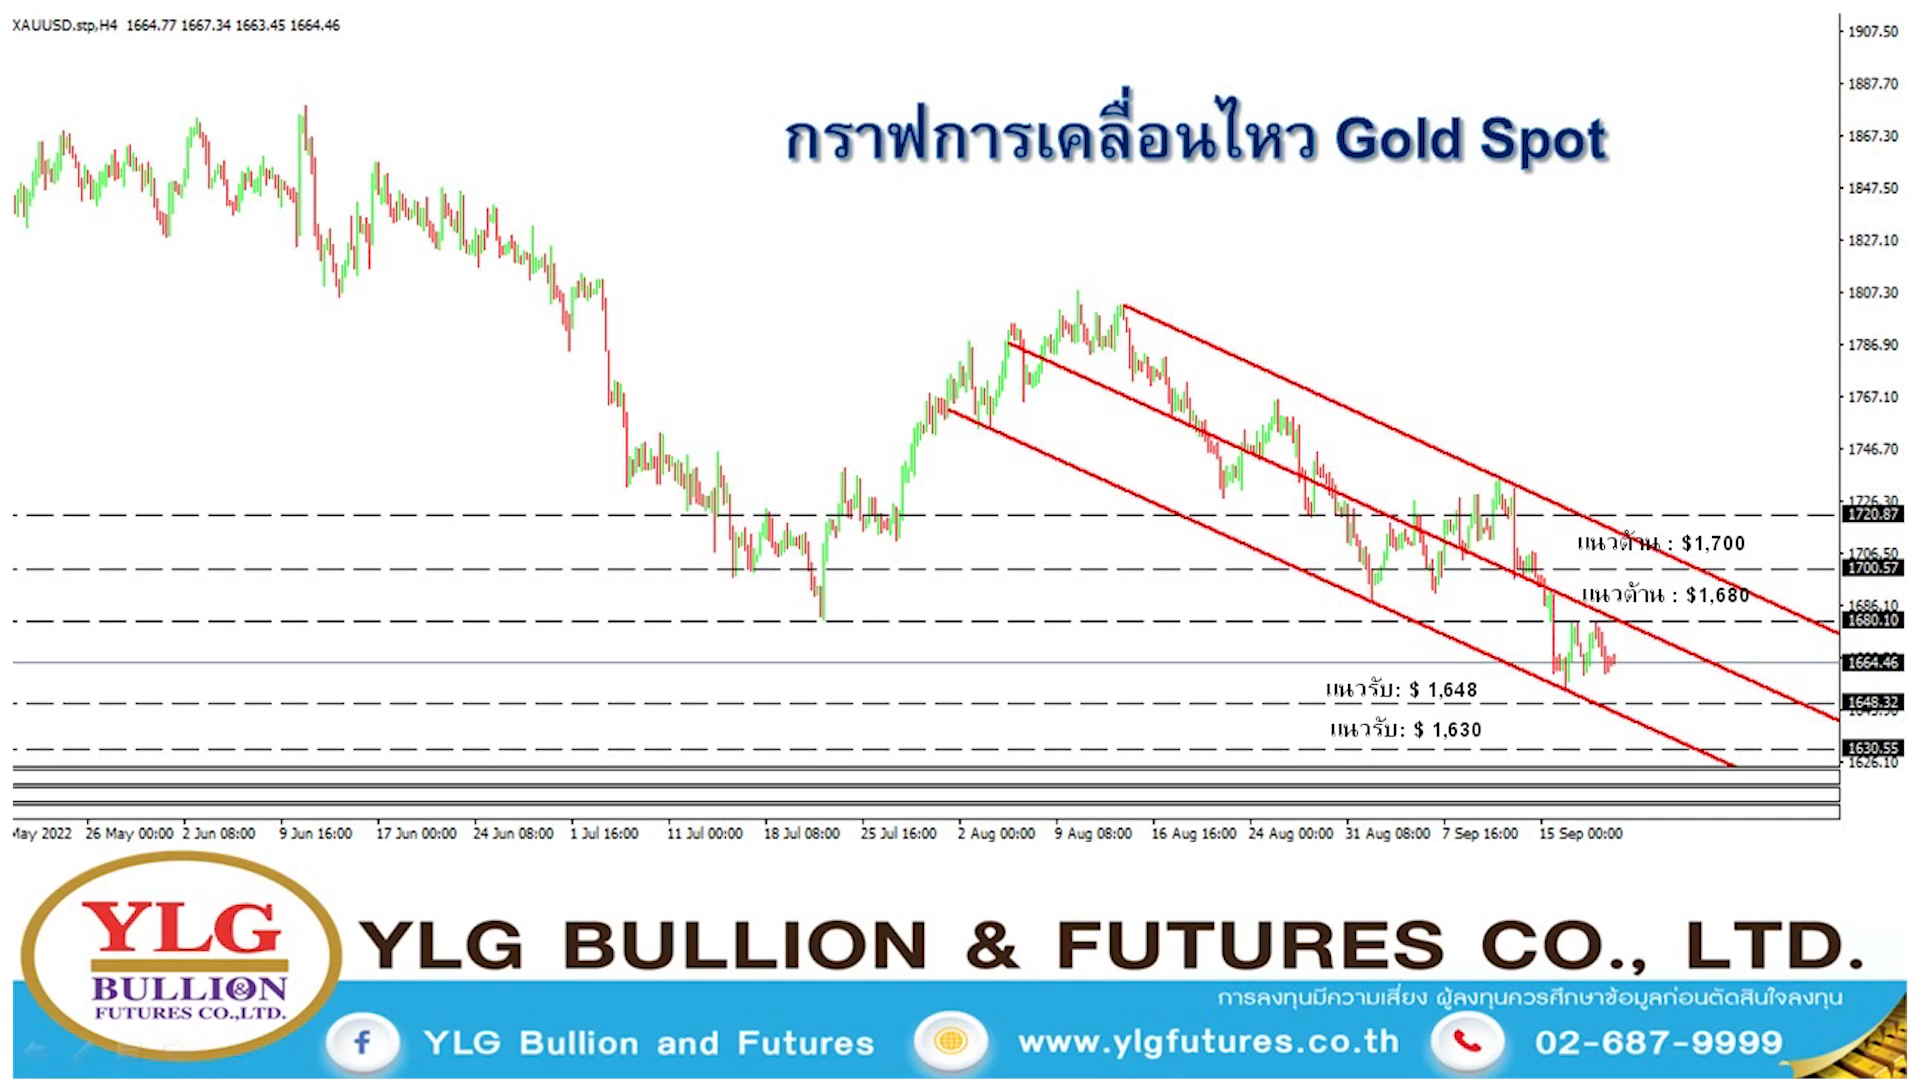 XAUUSD.stp,H4 1664.77 1667.34 1663.45 1664.46
กราฟการเคลื่อนไหว Gold Spot
1907.50
1887.70
1867.30
1847.50
1827.10
1807.30
1786.90
1767.10
1746.70
1726.30
1720.87
แนวต้าน : $1,700
1706.50
1700.57
แนวต้าน : $1,680
1686.10
1680.10
1664.46
แนวรับ: $ 1,648
1648.32
แนวรับ: $ 1,630
1630.55
1626.10
May 2022 26 May 00:00 2 Jun 08:00 9 Jun 16:00 17 Jun 00:00 24 Jun 08:00 1 Jul 16:00 11 Jul 00:00 18 Jul 08:00 25 Jul 16:00 2 Aug 00:00 9 Aug 08:00 16 Aug 16:00 24 Aug 00:00 31 Aug 08:00 7 Sep 16:00 15 Sep 00:00
YLG
BULLION
&
FUTURES CO.,LTD.
YLG BULLION & FUTURES CO., LTD.
การลงทุนมีความเสี่ยง ผู้ลงทุนควรศึกษาข้อมูลก่อนตัดสินใจลงทุน
f YLG Bullion and Futures www.ylgfutures.co.th 02-687-9999